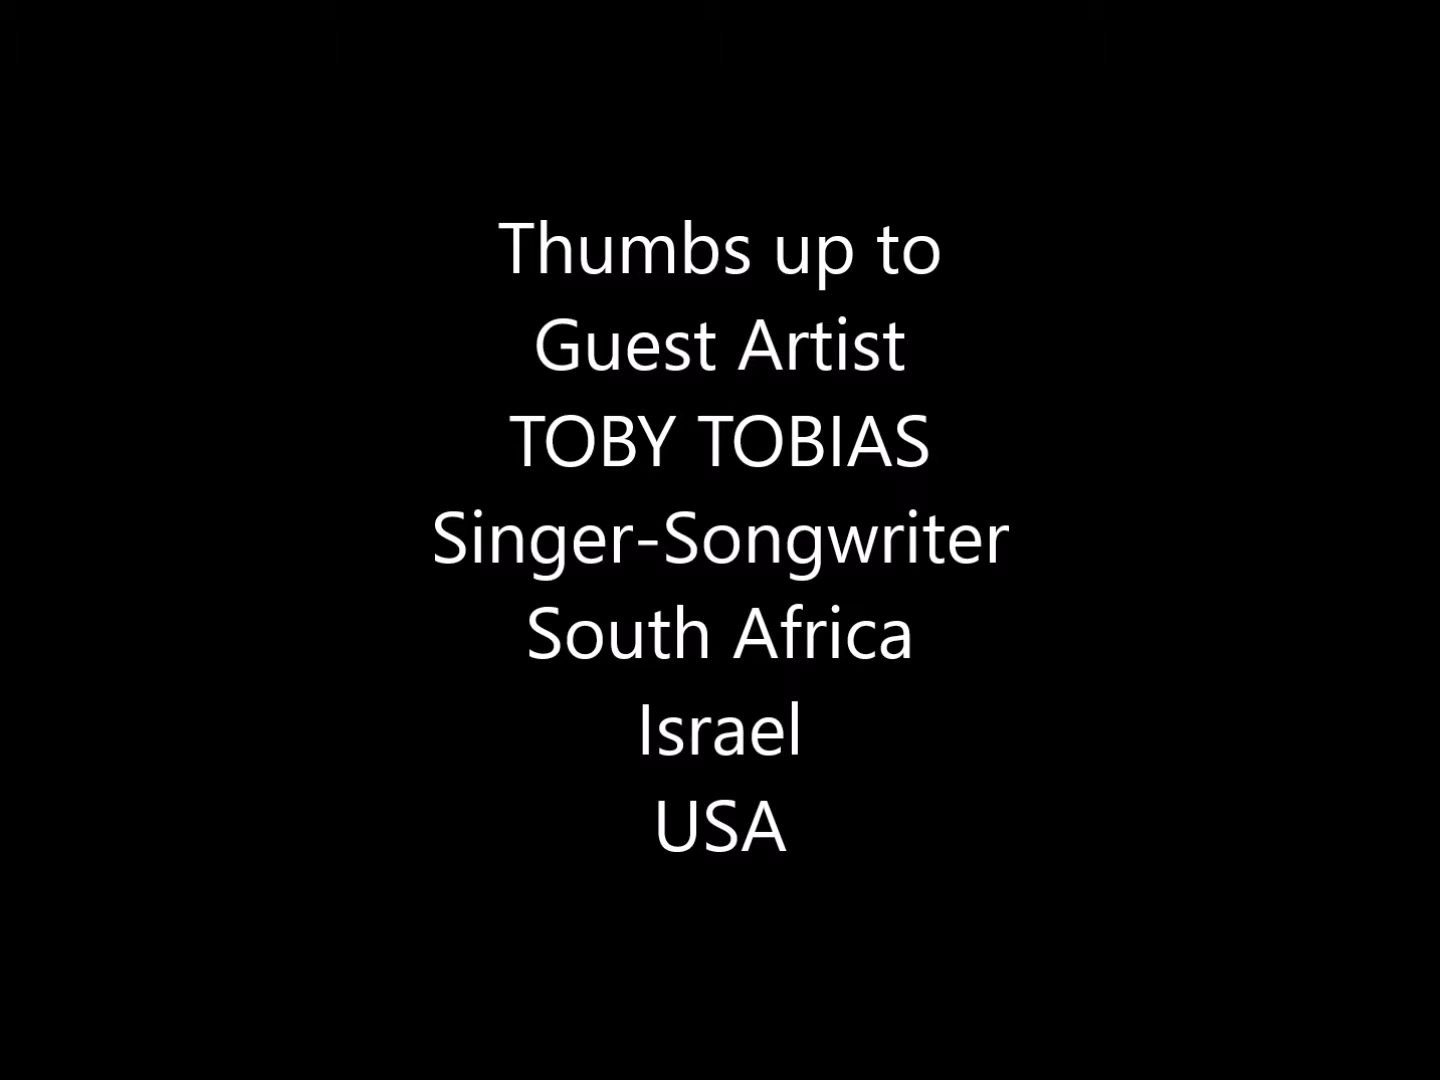 Thumbs up to
Guest Artist
TOBY TOBIAS
Singer-Songwriter
South Africa
Israel
USA